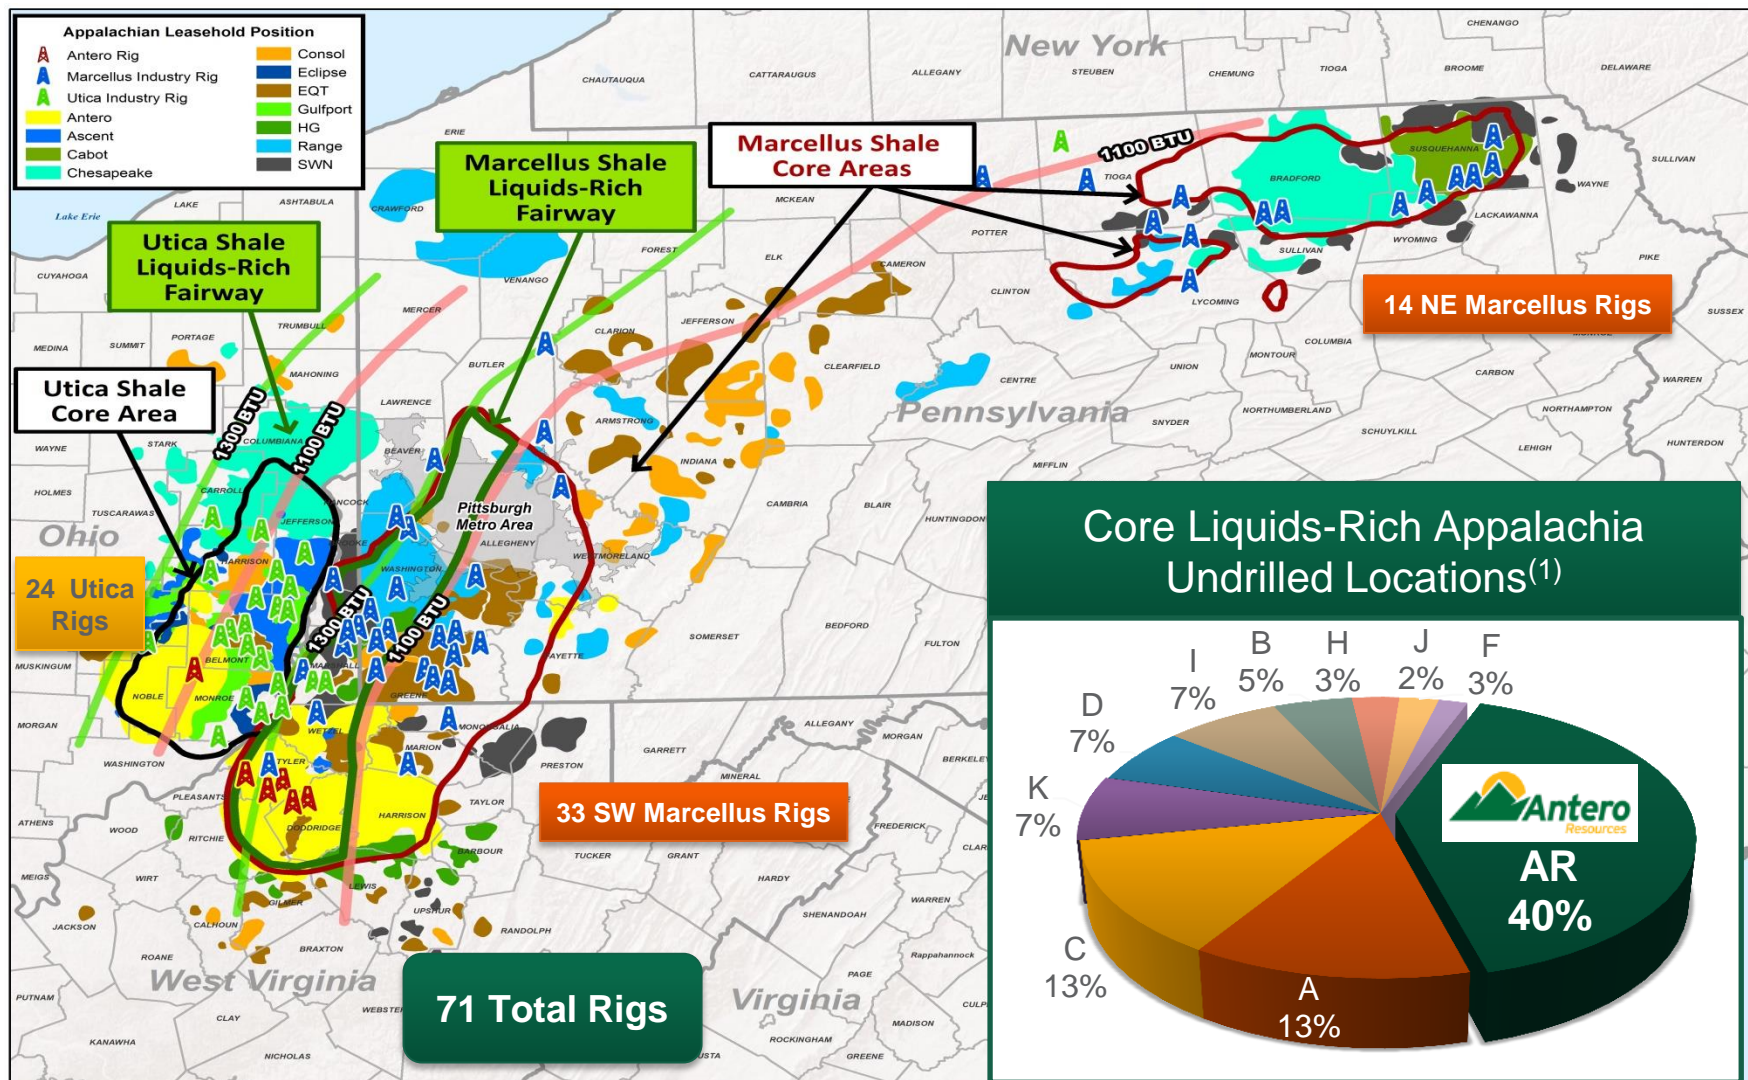 Appalachian Leasehold Position
Antero Rig
Marcellus Industry Rig
Utica Industry Rig
Antero
Ascent
Cabot
Chesapeake
Consol
Eclipse
EQT
Gulfport
HG
Range
SWN
New York
CHENANGO
CHAUTAUQUA
CATTARAUGUS
ALLEGANY
STEUBEN
CHEMUNG
TIOGA
BROOME
DELAWARE
Marcellus Shale
Liquids-Rich
Fairway
Marcellus Shale
Core Areas
Utica Shale
Liquids-Rich
Fairway
Utica Shale
Core Area
1100 BTU
ERIE
CRAWFORD
MCKEAN
TIOGA
BRADFORD
SUSQUEHANNA
WAYNE
SULLIVAN
Lake Erie
LAKE
ASHTABULA
CUYAHOGA
TRUMBULL
PORTAGE
MEDINA
SUMMIT
MAHONING
MERCER
VENANGO
FOREST
ELK
CAMERON
POTTER
CLINTON
LYCOMING
SULLIVAN
WYOMING
LACKAWANNA
PIKE
14 NE Marcellus Rigs
SUSSEX
MONROE
COLUMBIA
MONTOUR
UNION
CARBON
WARREN
CLARION
JEFFERSON
CLEARFIELD
CENTRE
BUTLER
LAWRENCE
ARMSTRONG
INDIANA
Pennsylvania
NORTHUMBERLAND
SNYDER
SCHUYLKILL
NORTHAMPTON
LEHIGH
HUNTERDON
MIFFLIN
WAYNE
STARK
COLUMBIANA
1300 BTU
1100 BTU
BEAVER
HOLMES
TUSCARAWAS
CARROLL
JEFFERSON
HANCOCK
Pittsburgh
Metro Area
ALLEGHENY
WESTMORELAND
CAMBRIA
BLAIR
HUNTINGDON
Ohio
HARRISON
BROOKE
WASHINGTON
24 Utica
Rigs
1300 BTU
1100 BTU
SOMERSET
BEDFORD
FULTON
FAYETTE
MUSKINGUM
BELMONT
MARSHALL
GREENE
NOBLE
MONROE
MORGAN
WASHINGTON
WETZEL
MONONGALIA
MARION
TYLER
PRESTON
GARRETT
ALLEGANY
MORGAN
MINERAL
BERKELEY
PLEASANTS
ATHENS
WOOD
RITCHIE
DODDRIDGE
HARRISON
TAYLOR
33 SW Marcellus Rigs
BARBOUR
TUCKER
GRANT
FREDERICK
HARDY
MEIGS
WIRT
LEWIS
GILMER
CALHOUN
UPSHUR
RANDOLPH
SHENANDOAH
WARREN
JACKSON
ROANE
BRAXTON
West Virginia
PUTNAM
CLAY
KANAWHA
NICHOLAS
71 Total Rigs
Virginia
PAGE
Rappahannock
MADISON
ROCKINGHAM
GREENE
Core Liquids-Rich Appalachia
Undrilled Locations(1)
B
5%
H
3%
J
2%
F
3%
I
7%
D
7%
K
7%
C
13%
A
13%
Antero
Resources
AR
40%